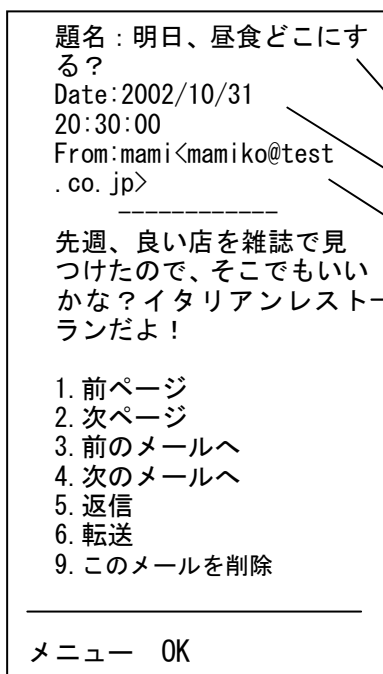 題名：明日、昼食どこにす
る？
Date:2002/10/31
20:30:00
From:mami<mamiko@test
.co.jp>
------------
先週、良い店を雑誌で見
つけたので、そこでもいい
かな？イタリアンレスト
ランだよ！
1.前ページ
2.次ページ
3.前のメールへ
4.次のメールへ
5.返信
6.転送
9.このメールを削除
メニュー OK